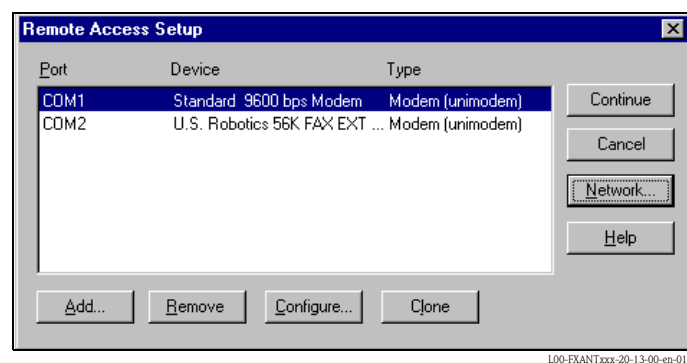 Remote Access Setup
Port Device Type
COM1 Standard 9600 bps Modem Modem (unimodem)
COM2 U.S. Robotics 56K FAX EXT ... Modem (unimodem)
Continue
Cancel
Network...
Help
Add... Remove Configure... Clone
L00-FXANTxxx-20-13-00-en-01